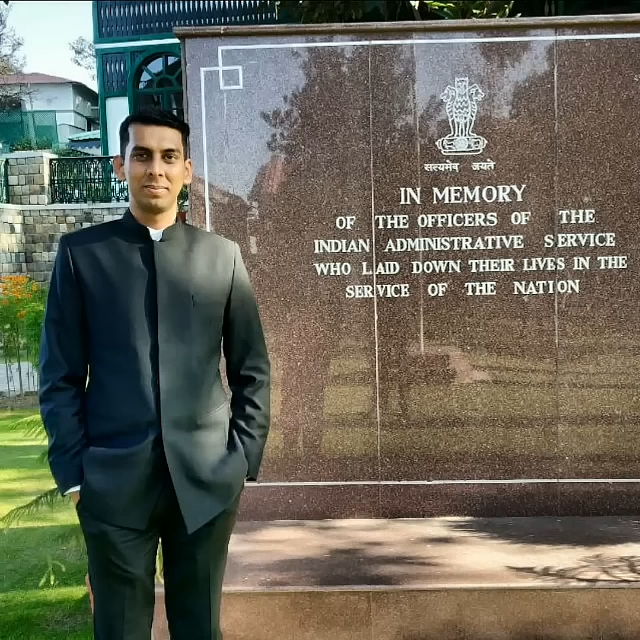 सत्यमेव जयते
IN MEMORY
OF THE OFFICERS OF THE
INDIAN ADMINISTRATIVE SERVICE
WHO LAID DOWN THEIR LIVES IN THE
SERVICE OF THE NATION